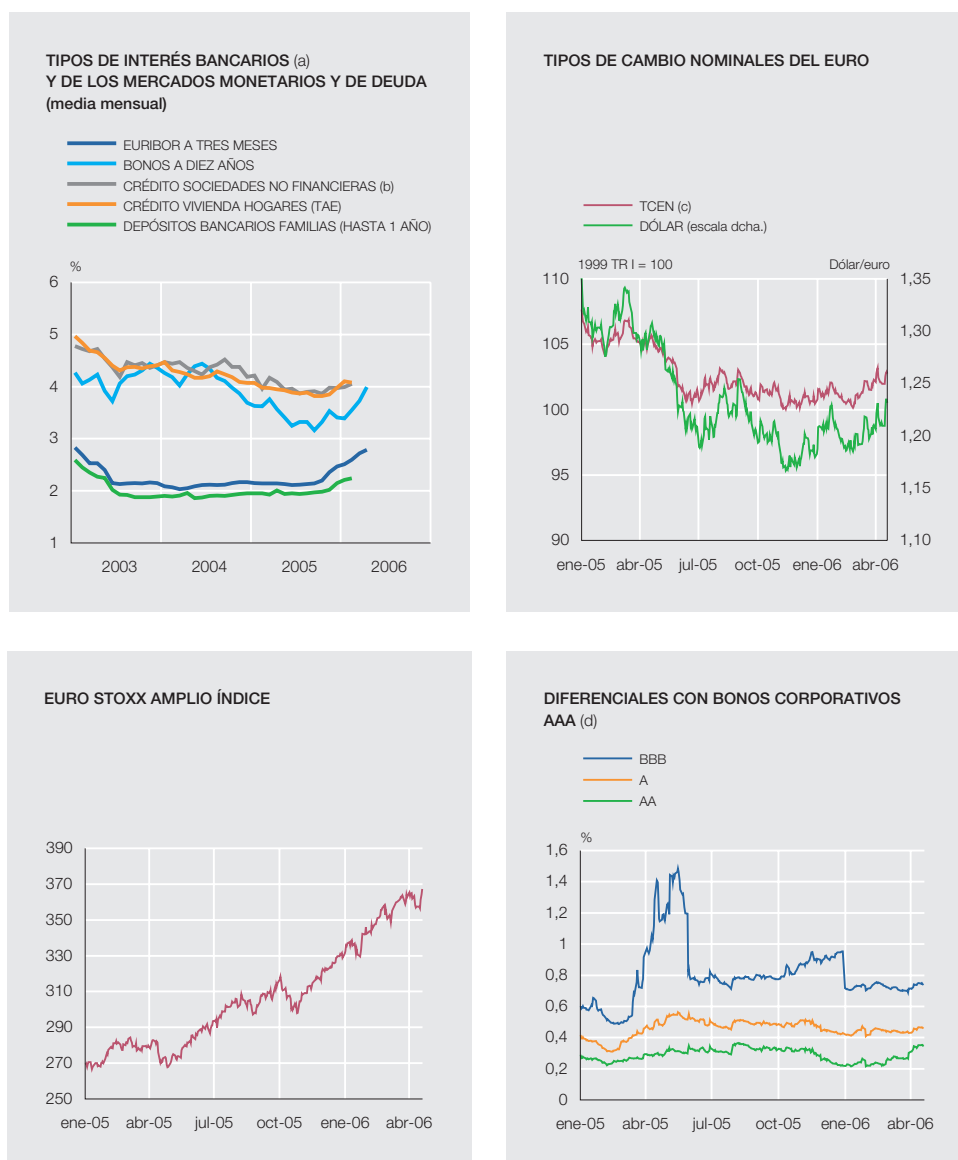 TIPOS DE INTERÉS BANCARIOS (a)
Y DE LOS MERCADOS MONETARIOS Y DE DEUDA
(media mensual)
EURIBOR A TRES MESES
BONOS A DIEZ AÑOS
CRÉDITO SOCIEDADES NO FINANCIERAS (b)
CRÉDITO VIVIENDA HOGARES (TAE)
DEPÓSITOS BANCARIOS FAMILIAS (HASTA 1 AÑO)
%
6
5
4
3
2
1
2003 2004 2005 2006
TIPOS DE CAMBIO NOMINALES DEL EURO
TCEN (c)
DÓLAR (escala dcha.)
1999 TR I = 100 Dólar/euro
110 1,35
1,30
105
1,25
100
1,20
95
1,15
90 1,10
ene-05 abr-05 jul-05 oct-05 ene-06 abr-06
EURO STOXX AMPLIO ÍNDICE
390
370
350
330
310
290
270
250
ene-05 abr-05 jul-05 oct-05 ene-06 abr-06
DIFERENCIALES CON BONOS CORPORATIVOS
AAA (d)
BBB
A
AA
%
1,6
1,4
1,2
1
0,8
0,6
0,4
0,2
0
ene-05 abr-05 jul-05 oct-05 ene-06 abr-06